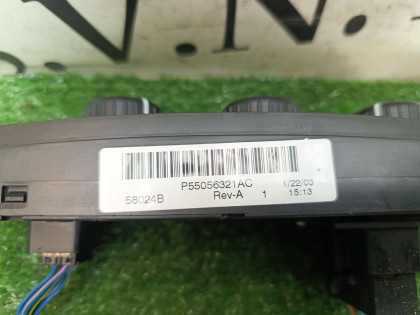 .V.N.
P55056321AC 1/22/03
58024B Rev-A 1 15:13